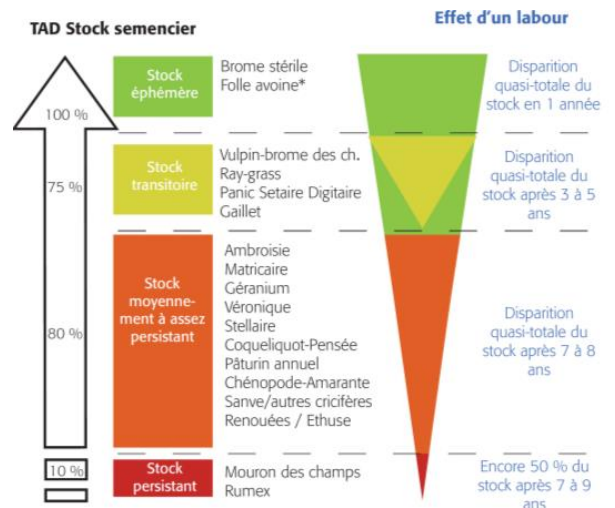 TAD Stock semencier
Effet d'un labour
100 %
Stock
éphémère
Brome stérile
Folle avoine*
Disparition
quasi-totale du
stock en 1 année
75 %
Stock
transitoire
Vulpin-brome des ch.
Ray-grass
Panic Setaire Digitaire
Gaillet
Disparition
quasi-totale du
stock après 3 à 5
ans
80 %
Stock
moyenne-
ment à assez
persistant
Ambroisie
Matricaire
Géranium
Véronique
Stellaire
Coqueliquot-Pensée
Pâturin annuel
Chénopode-Amarante
Sanve/autres cricifères
Renouées / Ethuse
Disparition
quasi-totale du
stock après 7 à 8
ans
10 %
Stock
persistant
Mouron des champs
Rumex
Encore 50 % du
stock après 7 à 9
ans